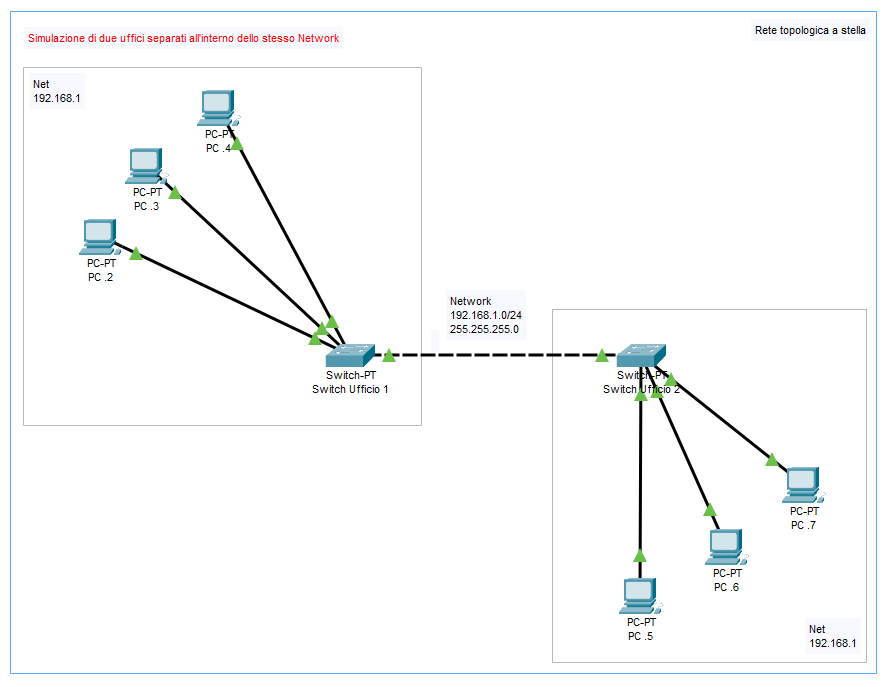 Simulazione di due uffici separati all'interno dello stesso Network
Rete topologica a stella
Net
192.168.1
PC-PT
PC .4
PC-PT
PC .3
PC-PT
PC .2
Switch-PT
Switch Ufficio 1
Network
192.168.1.0/24
255.255.255.0
Switch-PT
Switch Ufficio 2
PC-PT
PC .7
PC-PT
PC .6
PC-PT
PC .5
Net
192.168.1